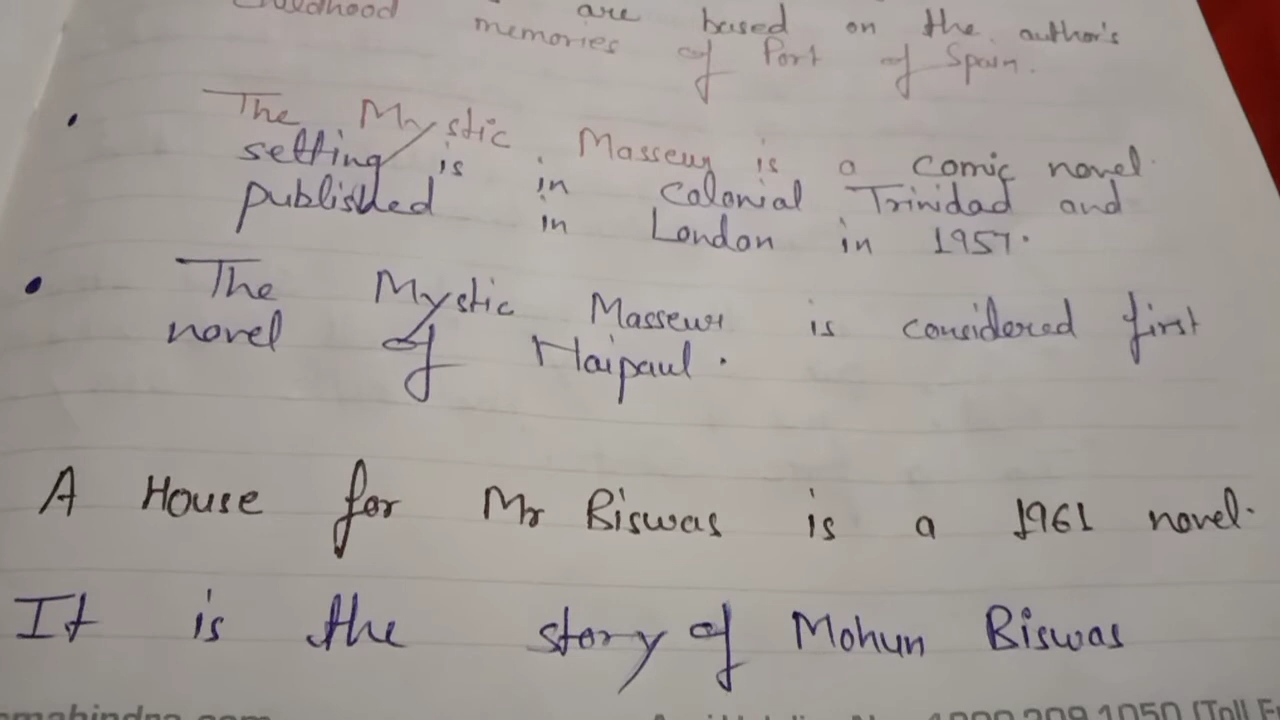 Childhood are based on the author's
memories of Port of Spain.
• The Mystic Masseur is a comic novel.
setting is in colonial Trinidad and
published in London in 1957.
• The Mystic Masseur is considered first
novel of Naipaul.
A House for Mr Biswas is a 1961 novel.
It is the story of Mohun Biswas